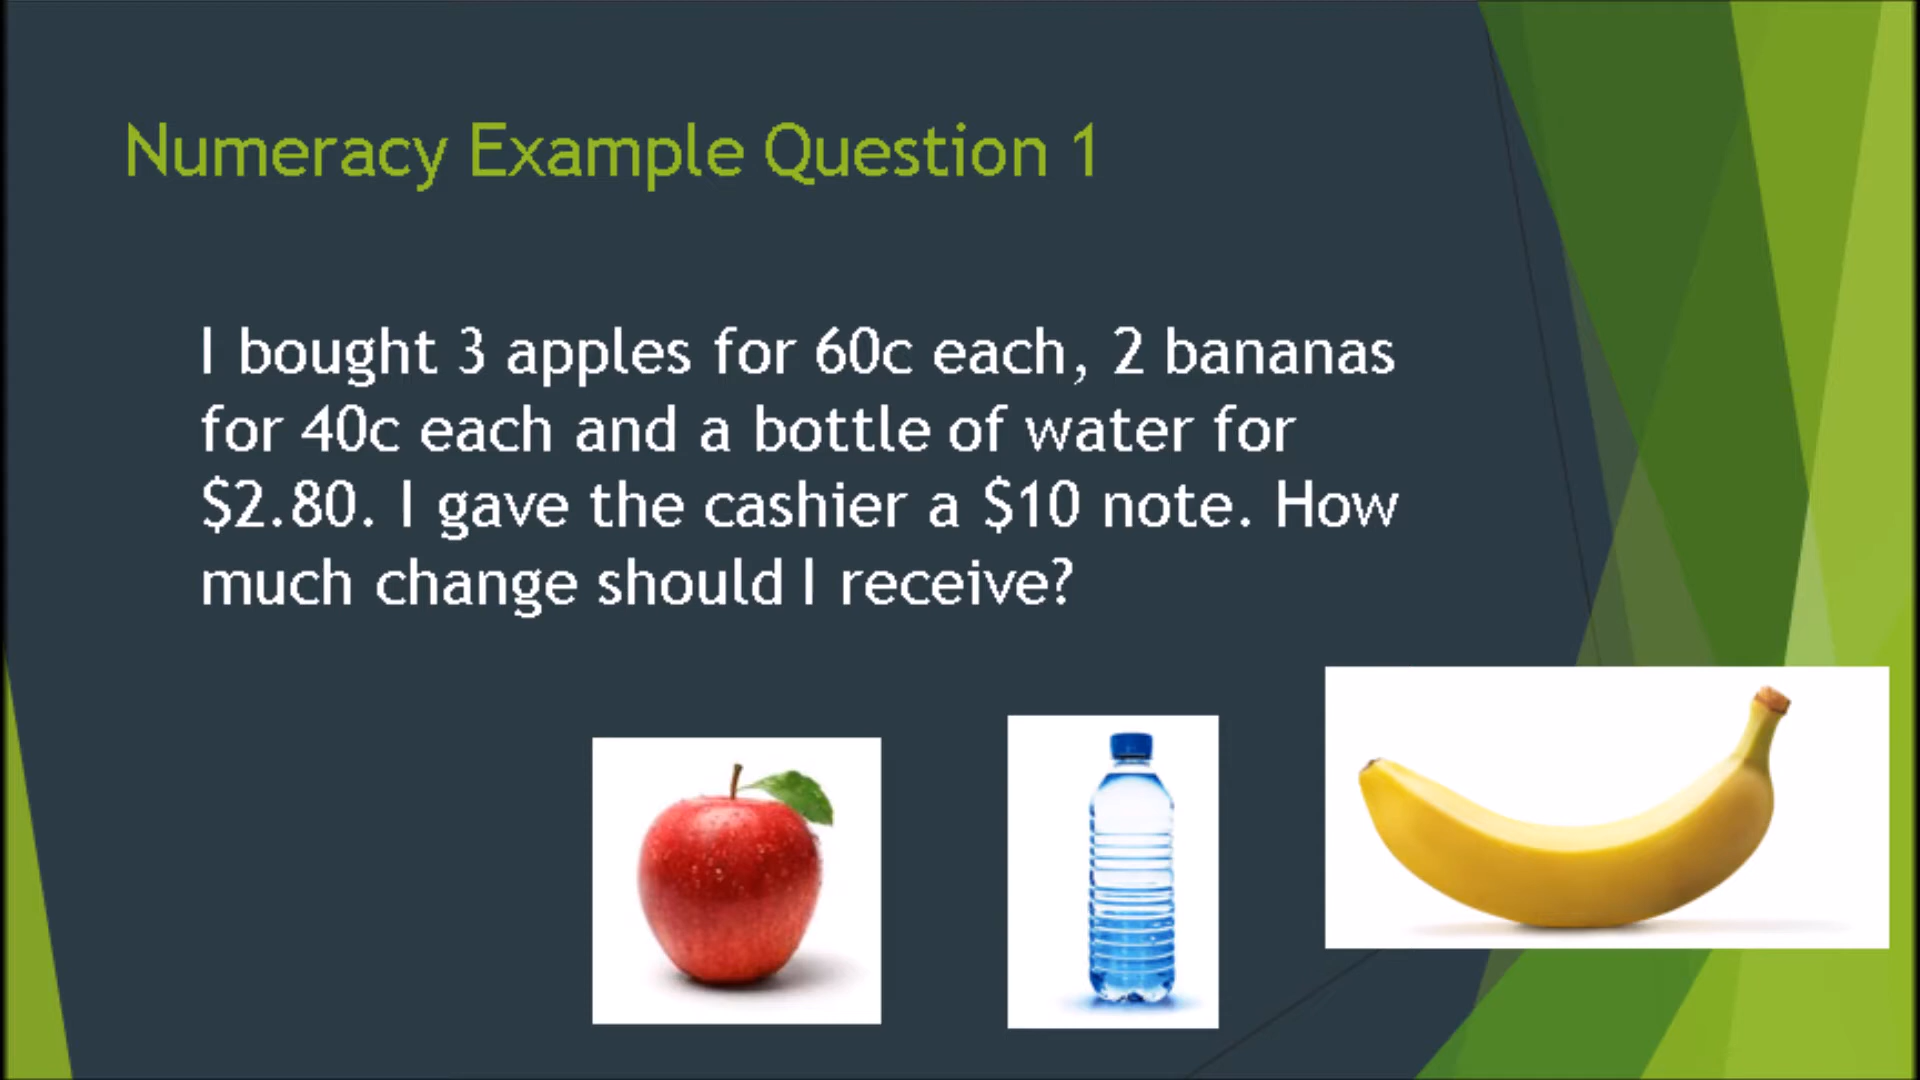 Numeracy Example Question 1
I bought 3 apples for 60c each, 2 bananas
for 40c each and a bottle of water for
$2.80. I gave the cashier a $10 note. How
much change should I receive?